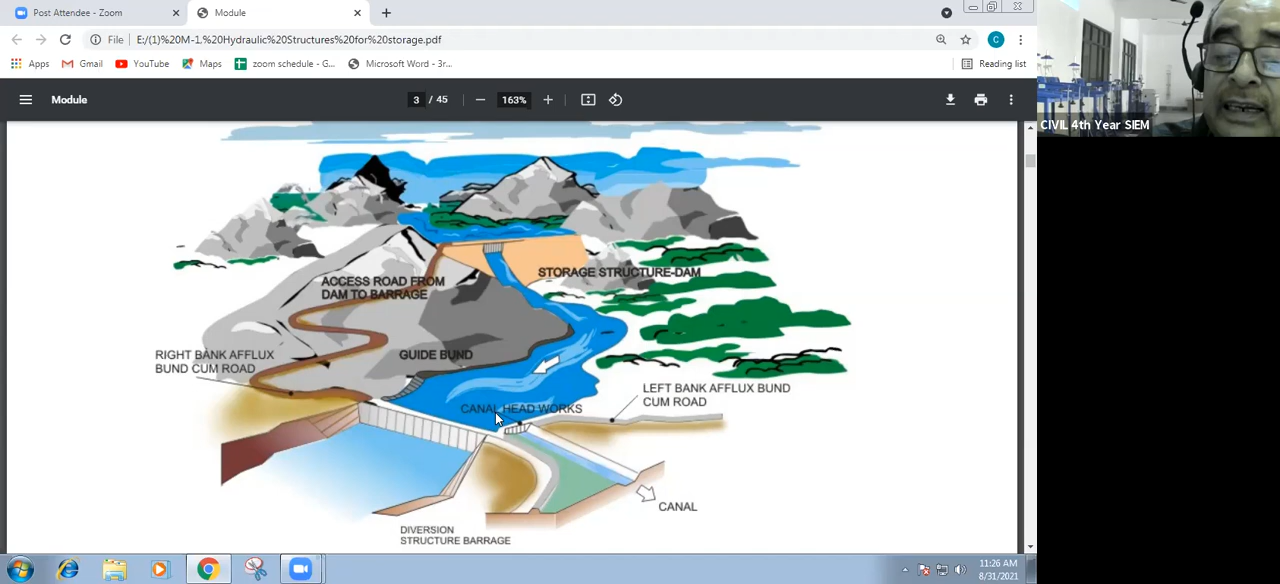 Post Attendee - Zoom
Module
File
E:/(1)%20M-1.%20Hydraulic%20Structures%20for%20storage.pdf
C
Apps
Gmail
YouTube
Maps
zoom schedule - G...
Microsoft Word - 3r...
Reading list
Module
3 / 45
163%
CIVIL 4th Year SIEM
ACCESS ROAD FROM
DAM TO BARRAGE
STORAGE STRUCTURE-DAM
RIGHT BANK AFFLUX
BUND CUM ROAD
GUIDE BUND
LEFT BANK AFFLUX BUND
CUM ROAD
CANAL HEAD WORKS
CANAL
DIVERSION
STRUCTURE BARRAGE
11:26 AM
8/31/2021